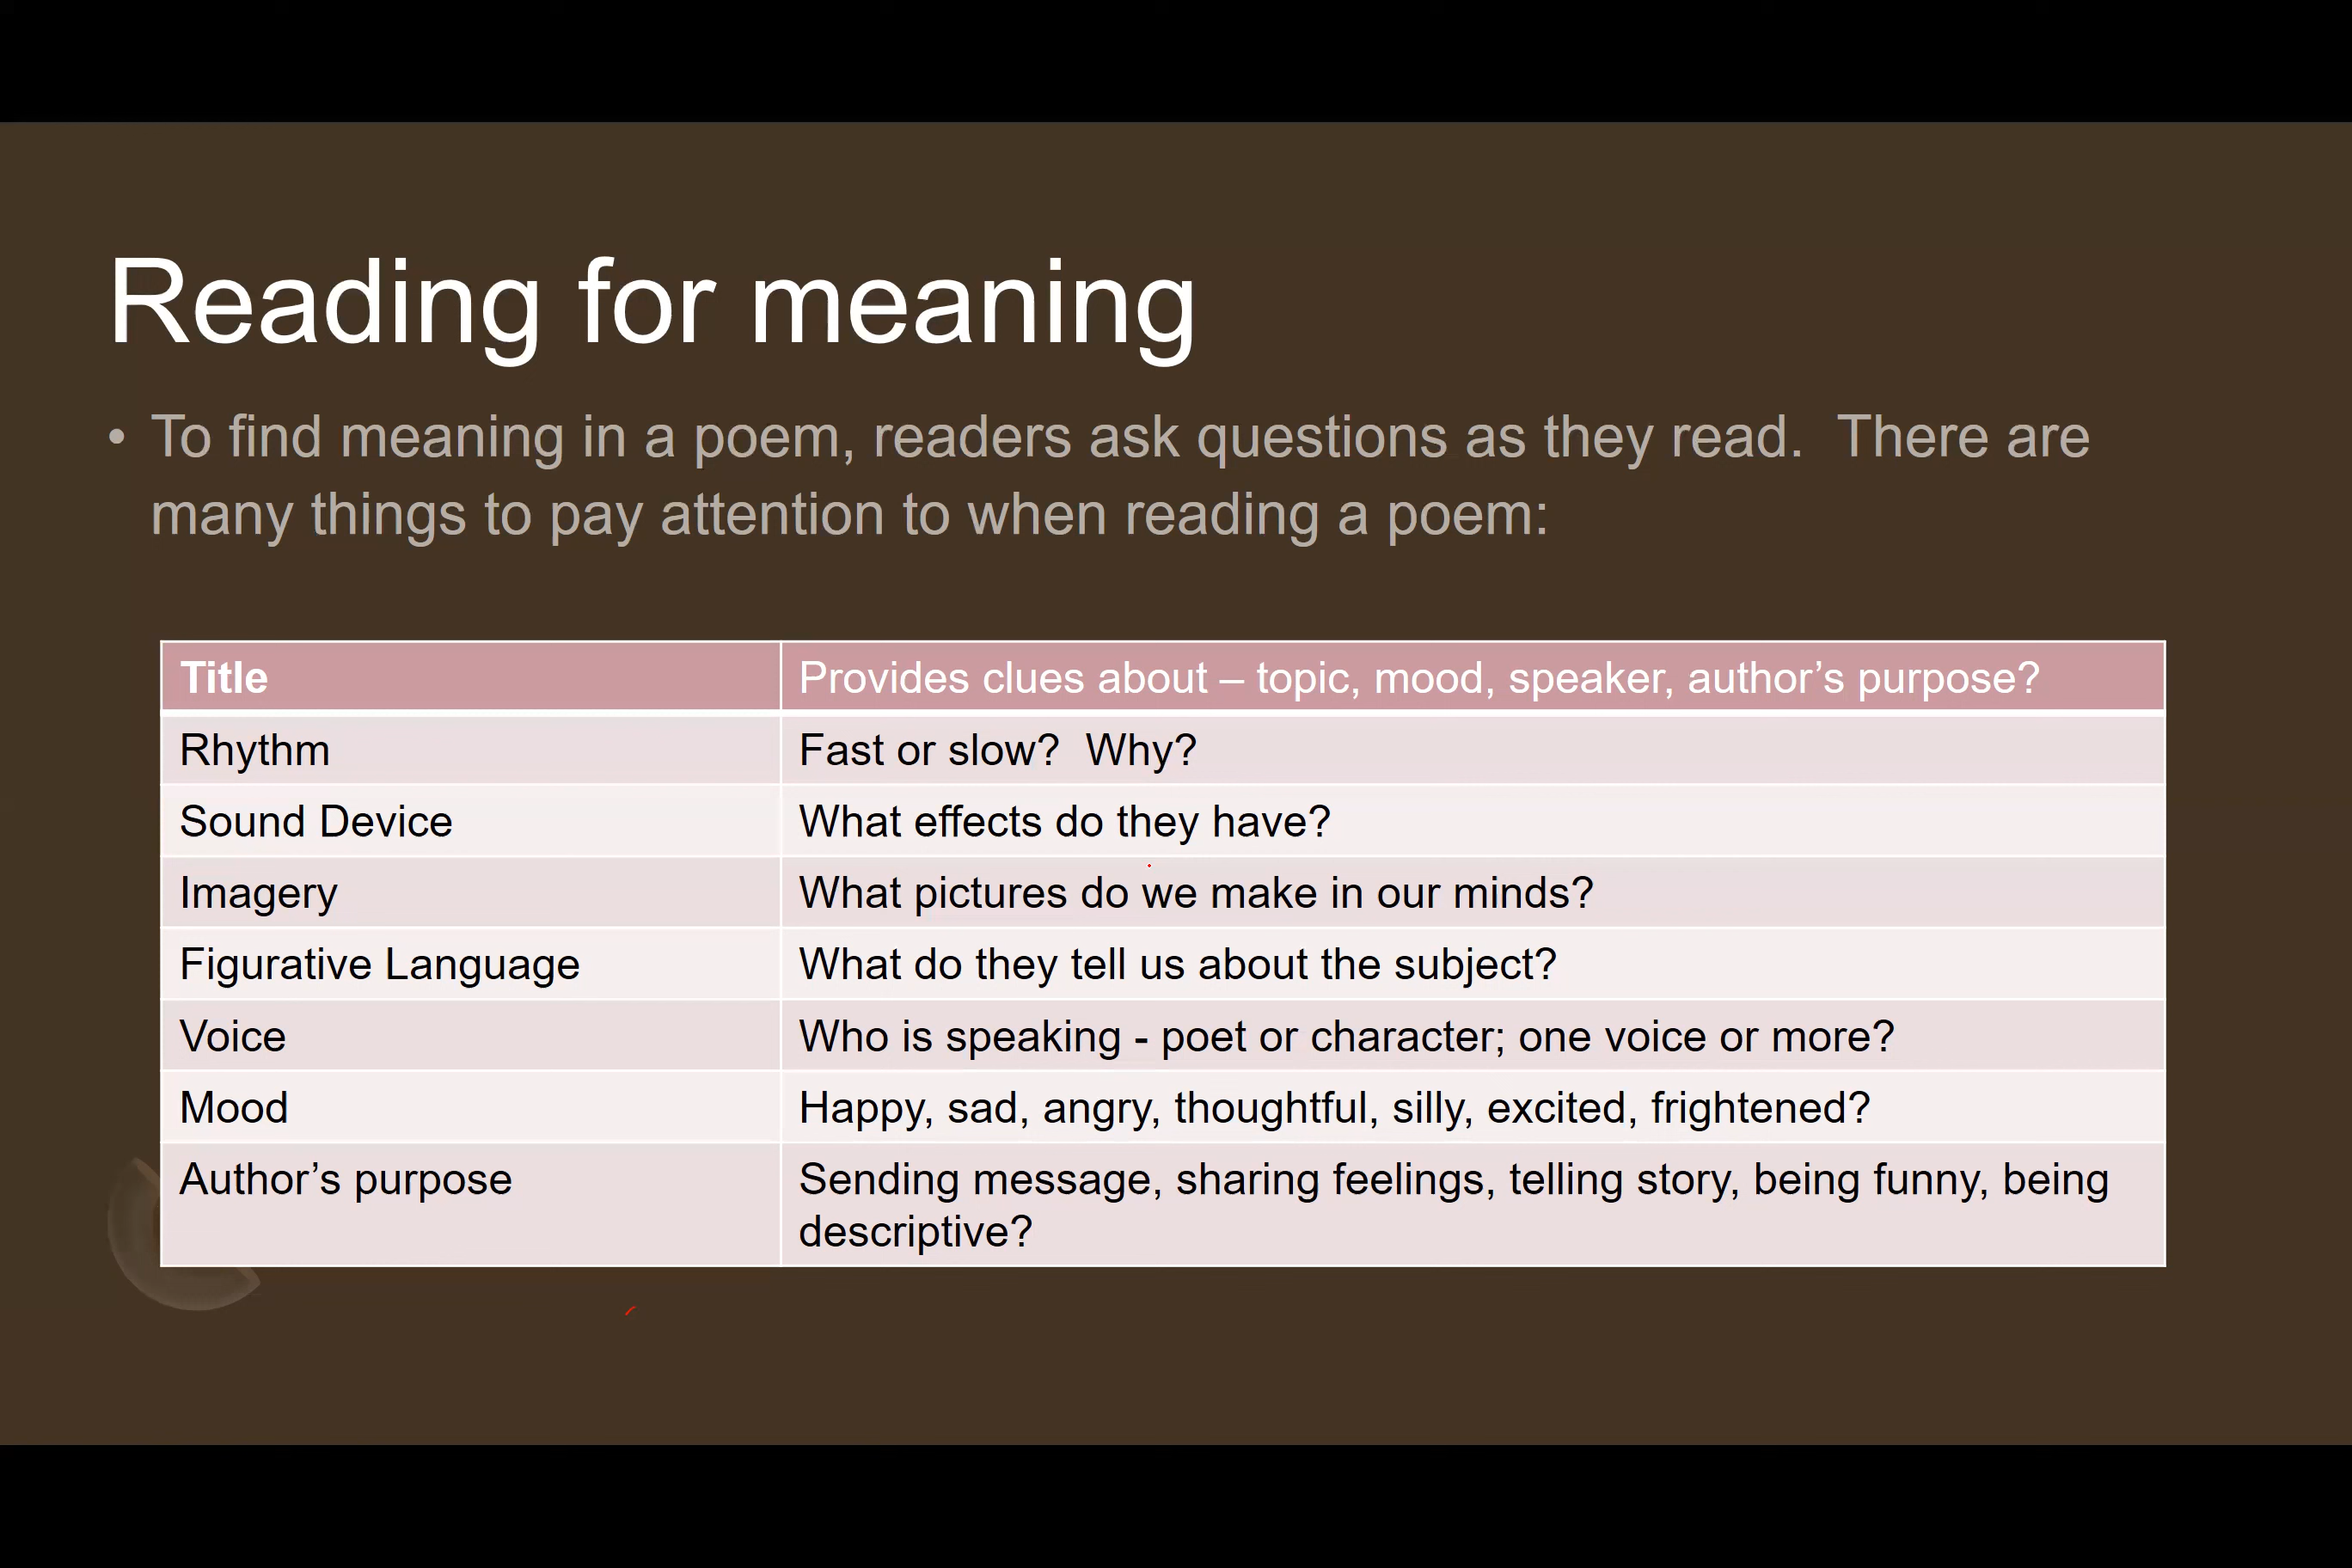 Reading for meaning
• To find meaning in a poem, readers ask questions as they read.  There are
many things to pay attention to when reading a poem:
Title
Provides clues about – topic, mood, speaker, author’s purpose?
Rhythm
Fast or slow?  Why?
Sound Device
What effects do they have?
Imagery
What pictures do we make in our minds?
Figurative Language
What do they tell us about the subject?
Voice
Who is speaking - poet or character; one voice or more?
Mood
Happy, sad, angry, thoughtful, silly, excited, frightened?
Author’s purpose
Sending message, sharing feelings, telling story, being funny, being
descriptive?